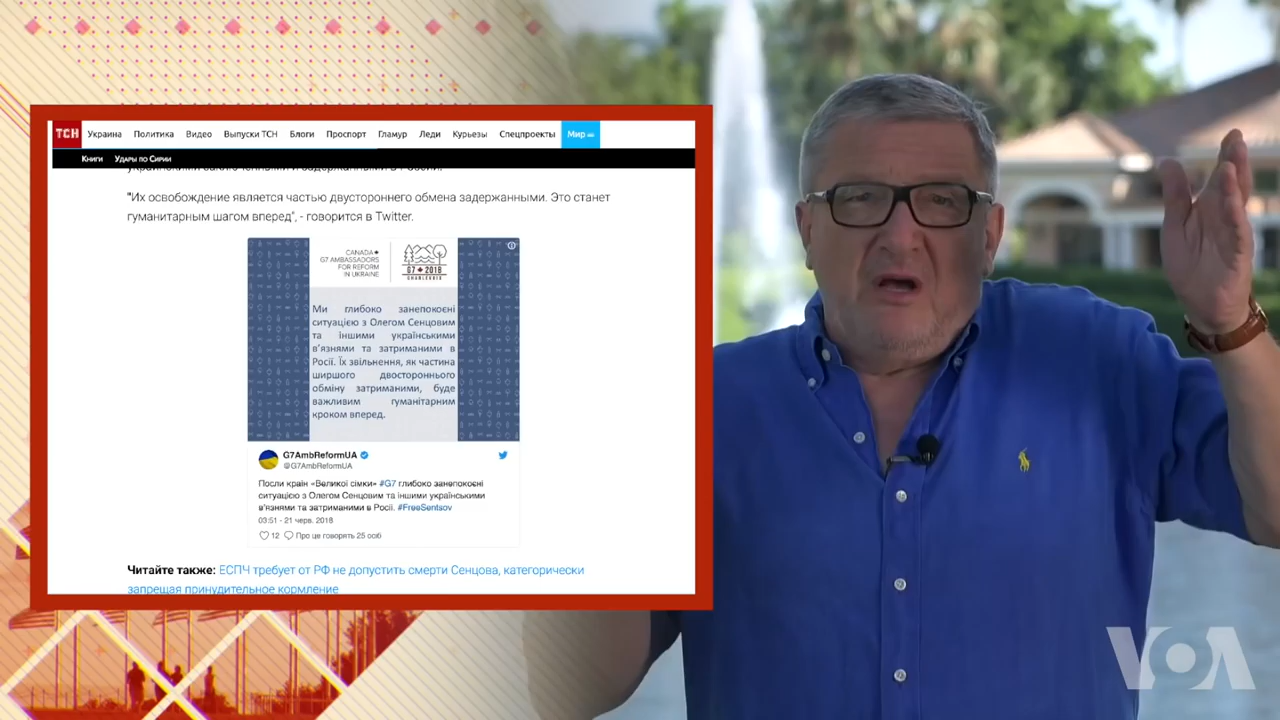 ТСН Украина Политика Видео Выпуски ТСН Блоги Проспорт Гламур Леди Курьезы Спецпроекты Мир
Книги Удары по Сирии
"Их освобождение является частью двустороннего обмена задержанными. Это станет
гуманитарным шагом вперед", - говорится в Twitter.
CANADA
G7 AMBASSADORS
FOR REFORM
IN UKRAINE
G7 2018
CHARLEVOIX
Ми глибоко занепокоєні
ситуацією з Олегом Сенцовим
та іншими українськими
в'язнями та затриманими в
Росії. Їх звільнення, як частина
ширшого двостороннього
обміну затриманими, буде
важливим гуманітарним
кроком вперед.
G7AmbReformUA
@G7AmbReformUA
Посли країн «Великої сімки» #G7 глибоко занепокоєні
ситуацією з Олегом Сенцовим та іншими українськими
в'язнями та затриманими в Росії. #FreeSentsov
03:51 - 21 черв. 2018
12 Про це говорять 25 осіб
Читайте также: ЕСПЧ требует от РФ не допустить смерти Сенцова, категорически
запрещая принудительное кормление
VOA